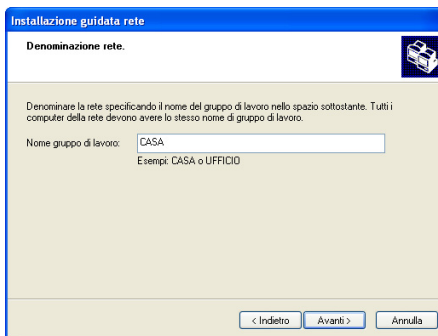 Installazione guidata rete
Denominazione rete.
Denominare la rete specificando il nome del gruppo di lavoro nello spazio sottostante. Tutti i
computer della rete devono avere lo stesso nome di gruppo di lavoro.
Nome gruppo di lavoro: CASA
Esempi: CASA o UFFICIO
< Indietro Avanti > Annulla